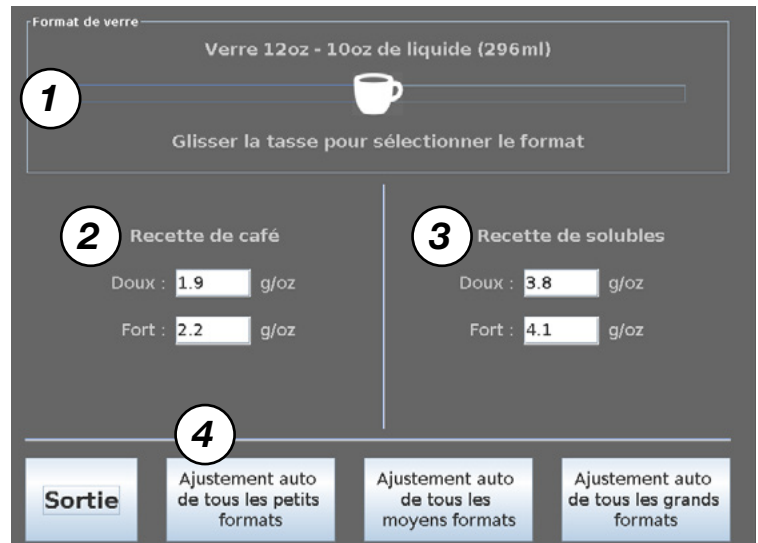 Format de verre
Verre 12oz - 10oz de liquide (296ml)
1
Glisser la tasse pour sélectionner le format
2 Recette de café
Doux : 1.9 g/oz
Fort : 2.2 g/oz
3 Recette de solubles
Doux : 3.8 g/oz
Fort : 4.1 g/oz
4
Sortie
Ajustement auto
de tous les petits
formats
Ajustement auto
de tous les
moyens formats
Ajustement auto
de tous les grands
formats